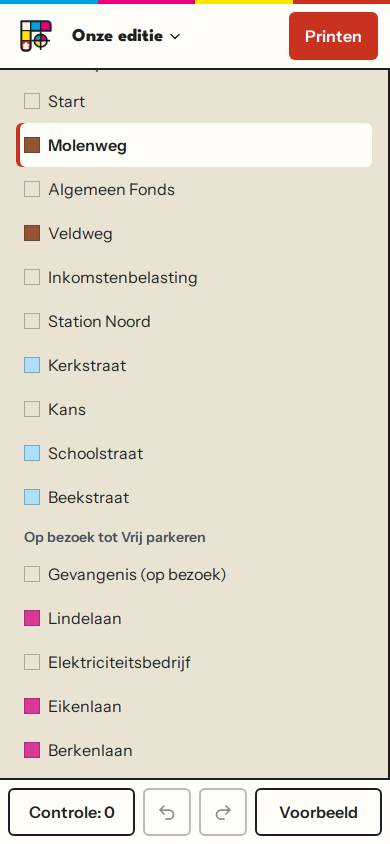 Onze editie
Printen
Start
Molenweg
Algemeen Fonds
Veldweg
Inkomstenbelasting
Station Noord
Kerkstraat
Kans
Schoolstraat
Beekstraat
Op bezoek tot Vrij parkeren
Gevangenis (op bezoek)
Lindelaan
Elektriciteitsbedrijf
Eikenlaan
Berkenlaan
Controle: 0
Voorbeeld